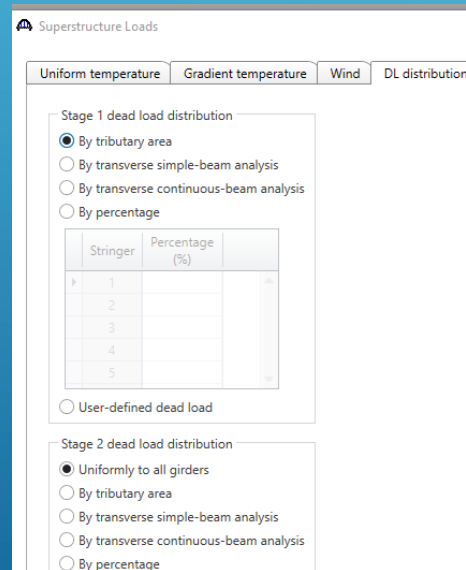 Superstructure Loads
Uniform temperature Gradient temperature Wind DL distribution
Stage 1 dead load distribution
By tributary area
By transverse simple-beam analysis
By transverse continuous-beam analysis
By percentage
Stringer Percentage
(%)
1
2
3
4
5
User-defined dead load
Stage 2 dead load distribution
Uniformly to all girders
By tributary area
By transverse simple-beam analysis
By transverse continuous-beam analysis
By percentage